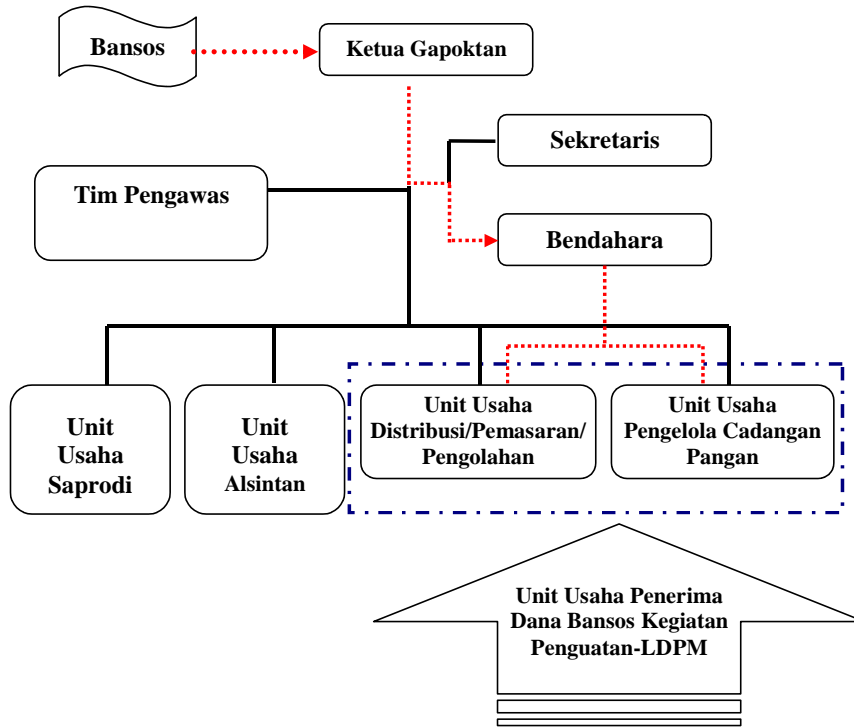 Bansos
Ketua Gapoktan
Sekretaris
Tim Pengawas
Bendahara
Unit
Usaha
Saprodi
Unit
Usaha
Alsintan
Unit Usaha
Distribusi/Pemasaran/
Pengolahan
Unit Usaha
Pengelola Cadangan
Pangan
Unit Usaha Penerima
Dana Bansos Kegiatan
Penguatan-LDPM